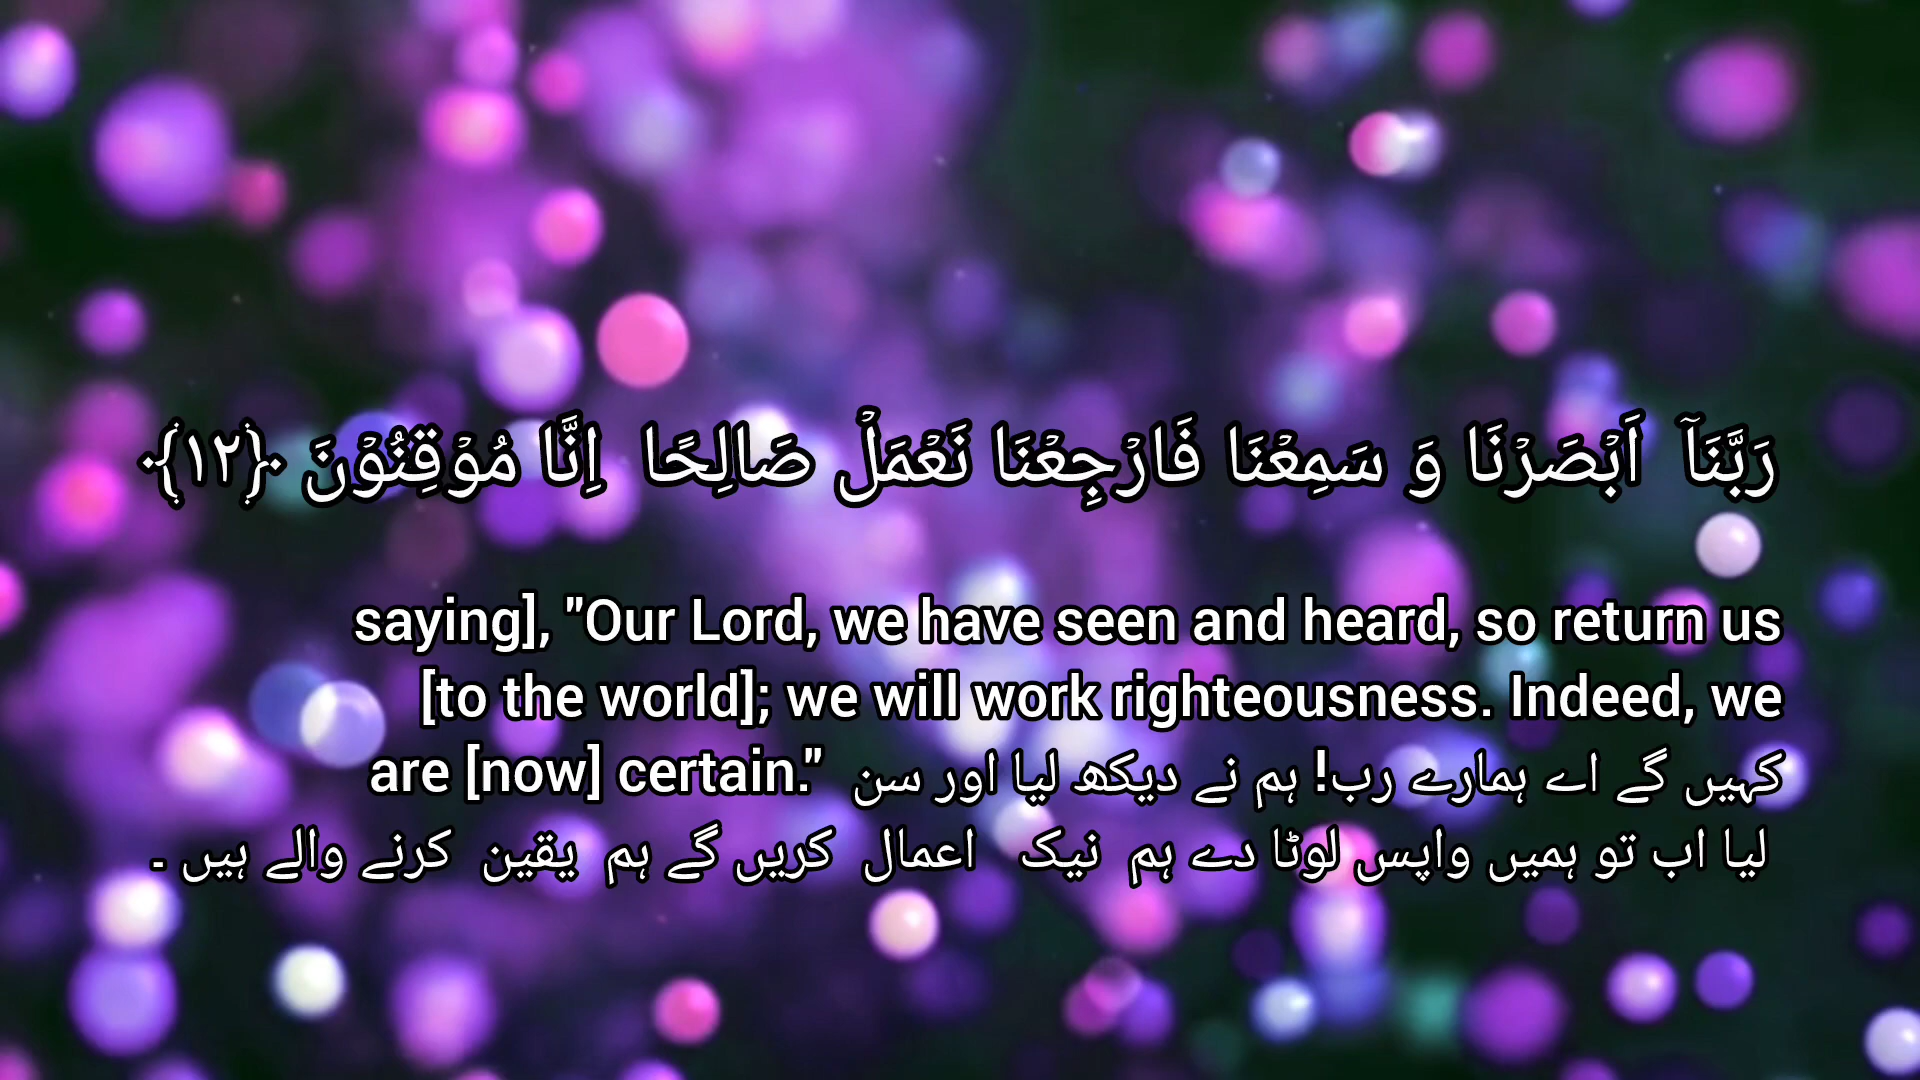 رَبَّنَاۤ اَبْصَرْنَا وَ سَمِعْنَا فَارْجِعْنَا نَعْمَلْ صَالِحًا اِنَّا مُوْقِنُوْنَ ﴿۱۲﴾
saying], "Our Lord, we have seen and heard, so return us
[to the world]; we will work righteousness. Indeed, we
are [now] certain." کہیں گے اے ہمارے رب! ہم نے دیکھ لیا اور سن
لیا اب تو ہمیں واپس لوٹا دے ہم نیک اعمال کریں گے ہم یقین کرنے والے ہیں ۔